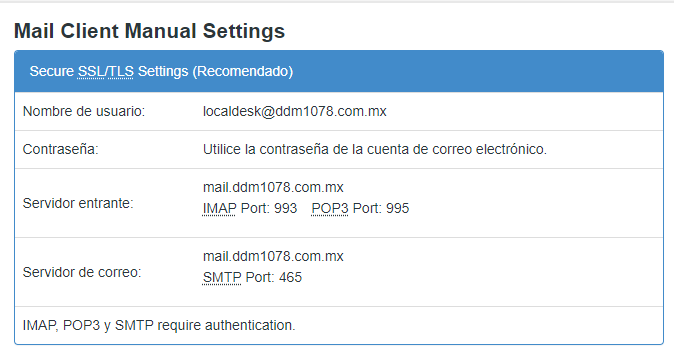 Mail Client Manual Settings
Secure SSL/TLS Settings (Recomendado)
Nombre de usuario: localdesk@ddm1078.com.mx
Contraseña: Utilice la contraseña de la cuenta de correo electrónico.
Servidor entrante: mail.ddm1078.com.mx
IMAP Port: 993 POP3 Port: 995
Servidor de correo: mail.ddm1078.com.mx
SMTP Port: 465
IMAP, POP3 y SMTP require authentication.